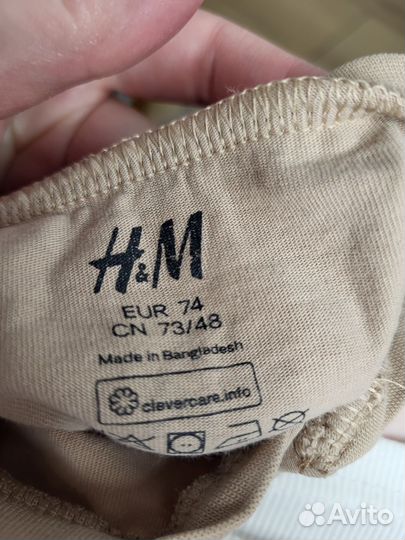 H&M
EUR 74
CN 73/48
Made in Bangladesh
clevercare.info
Avito